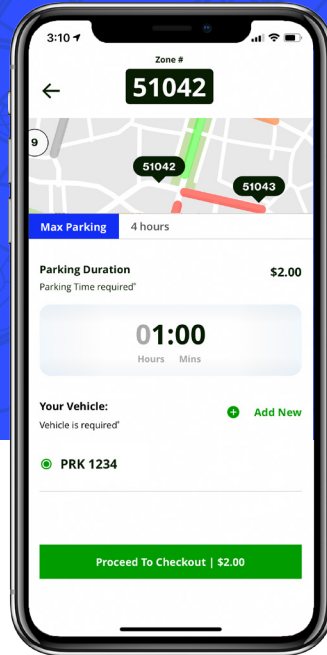 3:10
Zone #
51042
9
51042
51043
Max Parking 4 hours
Parking Duration $2.00
Parking Time required*
01:00
Hours Mins
Your Vehicle: Add New
Vehicle is required*
PRK 1234
Proceed To Checkout | $2.00